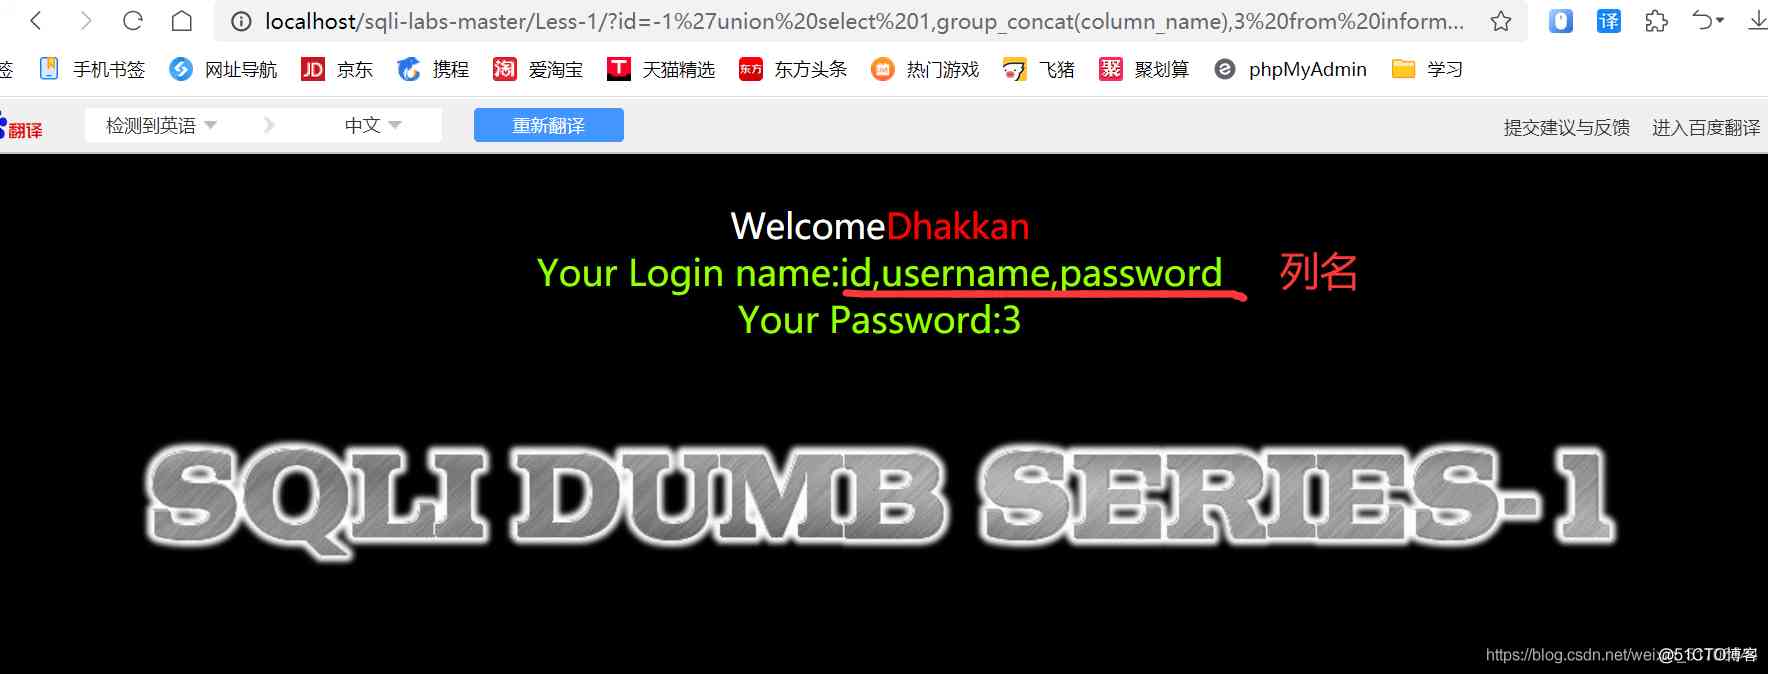 localhost/sqli-labs-master/Less-1/?id=-1%27union%20select%201,group_concat(column_name),3%20from%20inform... 译
签 手机书签 网址导航 JD 京东 携程 淘 爱淘宝 T 天猫精选 东方 东方头条 热门游戏 飞猪 聚 聚划算 phpMyAdmin 学习
翻译 检测到英语 中文 重新翻译 提交建议与反馈 进入百度翻译
WelcomeDhakkan
Your Login name:id,username,password 列名
Your Password:3
SQLI DUMB SERIES-1
https://blog.csdn.net/weixi
@51CTO博客